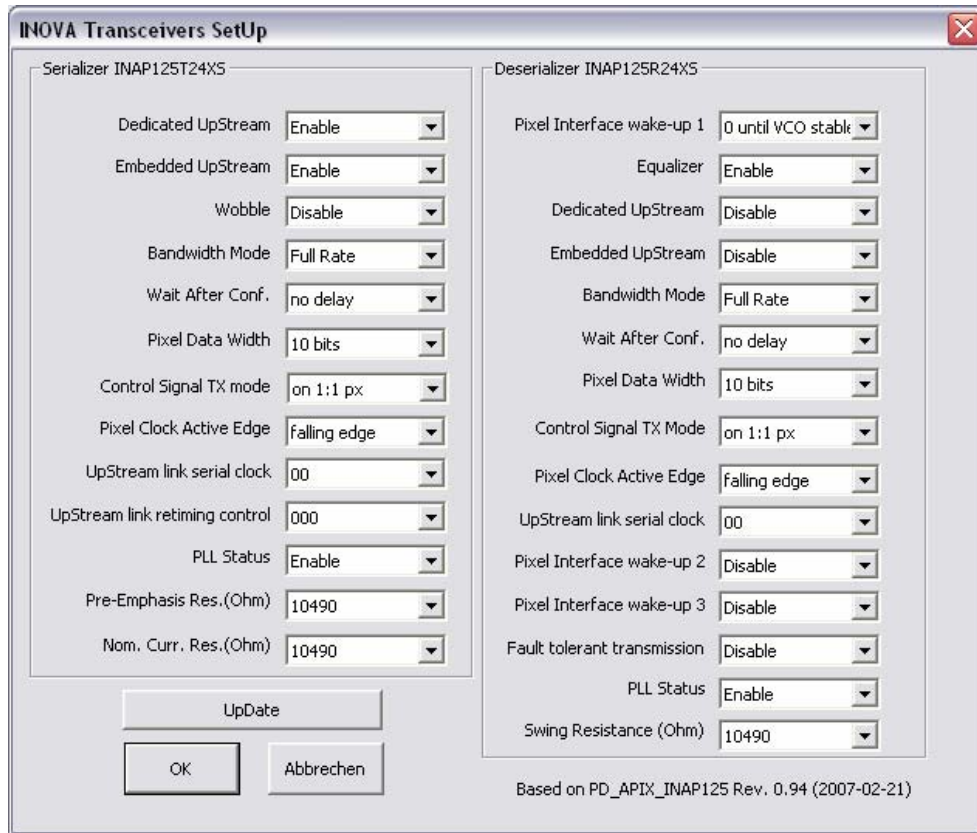 INOVA Transceivers SetUp
Serializer INAP125T24XS
Dedicated UpStream Enable
Embedded UpStream Enable
Wobble Disable
Bandwidth Mode Full Rate
Wait After Conf. no delay
Pixel Data Width 10 bits
Control Signal TX mode on 1:1 px
Pixel Clock Active Edge falling edge
UpStream link serial clock 00
UpStream link retiming control 000
PLL Status Enable
Pre-Emphasis Res.(Ohm) 10490
Nom. Curr. Res.(Ohm) 10490
UpDate
OK Abbrechen
Deserializer INAP125R24XS
Pixel Interface wake-up 1 0 until VCO stable
Equalizer Enable
Dedicated UpStream Disable
Embedded UpStream Disable
Bandwidth Mode Full Rate
Wait After Conf. no delay
Pixel Data Width 10 bits
Control Signal TX Mode on 1:1 px
Pixel Clock Active Edge falling edge
UpStream link serial clock 00
Pixel Interface wake-up 2 Disable
Pixel Interface wake-up 3 Disable
Fault tolerant transmission Disable
PLL Status Enable
Swing Resistance (Ohm) 10490
Based on PD_APIX_INAP125 Rev. 0.94 (2007-02-21)